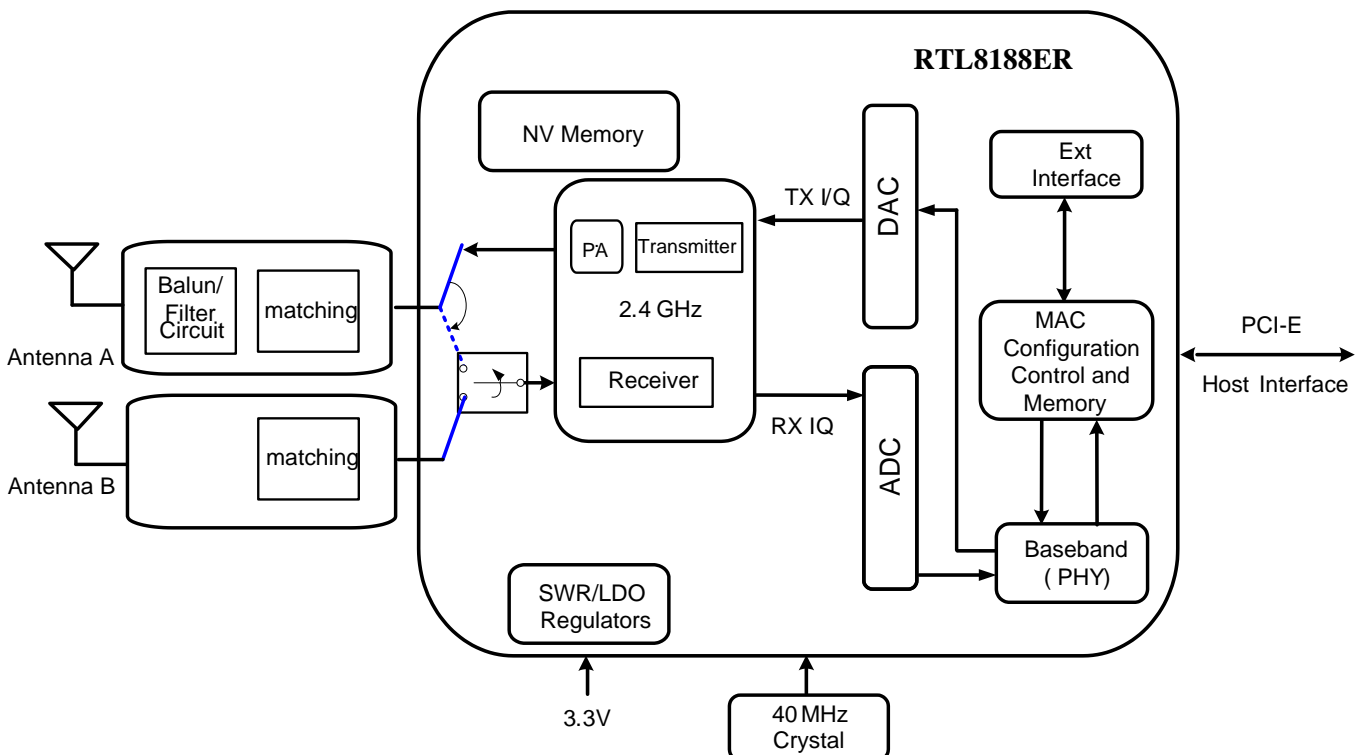 RTL8188ER
NV Memory
Ext
Interface
TX I/Q
DAC
PA
Transmitter
2.4 GHz
Receiver
RX IQ
ADC
MAC
Configuration
Control and
Memory
PCI-E
Host Interface
Balun/
Filter
Circuit
matching
Antenna A
matching
Antenna B
Baseband
( PHY)
SWR/LDO
Regulators
3.3V
40 MHz
Crystal